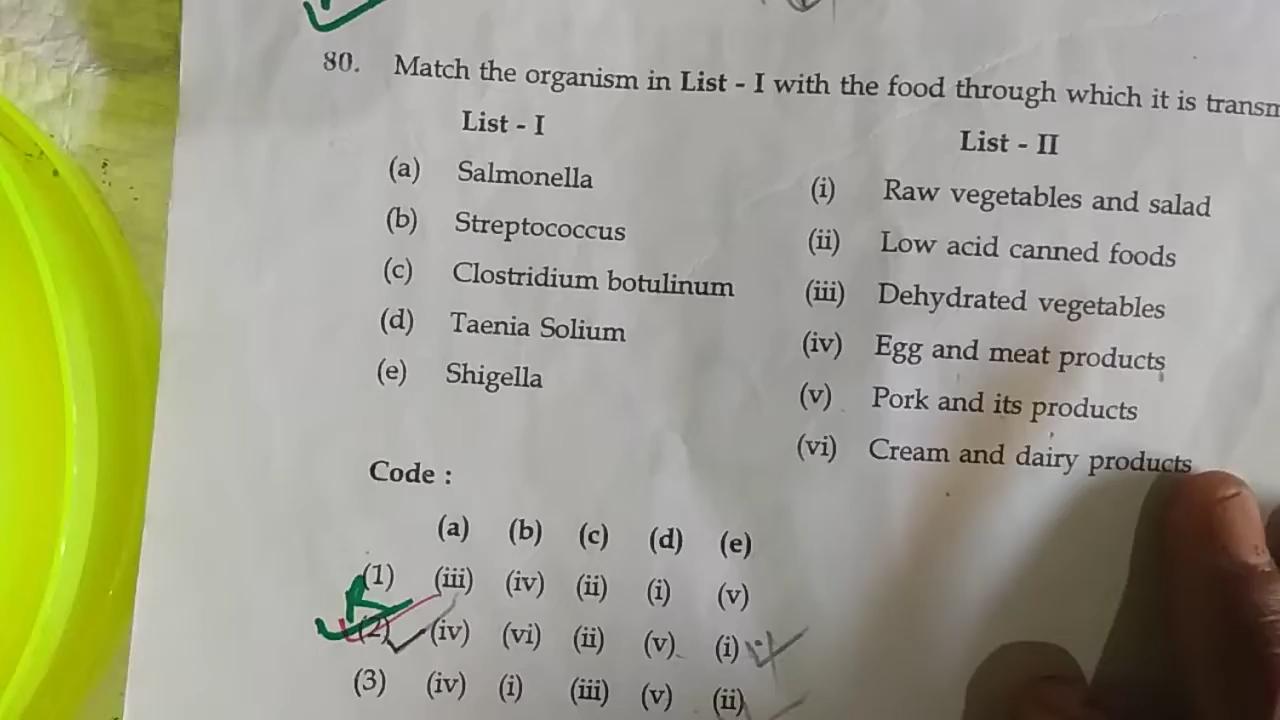 80. Match the organism in List - I with the food through which it is
List - I List - II
(a) Salmonella (i) Raw vegetables and salad
(b) Streptococcus (ii) Low acid canned foods
(c) Clostridium botulinum (iii) Dehydrated vegetables
(d) Taenia Solium (iv) Egg and meat products
(e) Shigella (v) Pork and its products
(vi) Cream and dairy products
Code :
(a) (b) (c) (d) (e)
(1) (iii) (iv) (ii) (i) (v)
(2) (iv) (vi) (ii) (v) (i)
(3) (iv) (i) (iii) (v) (ii)